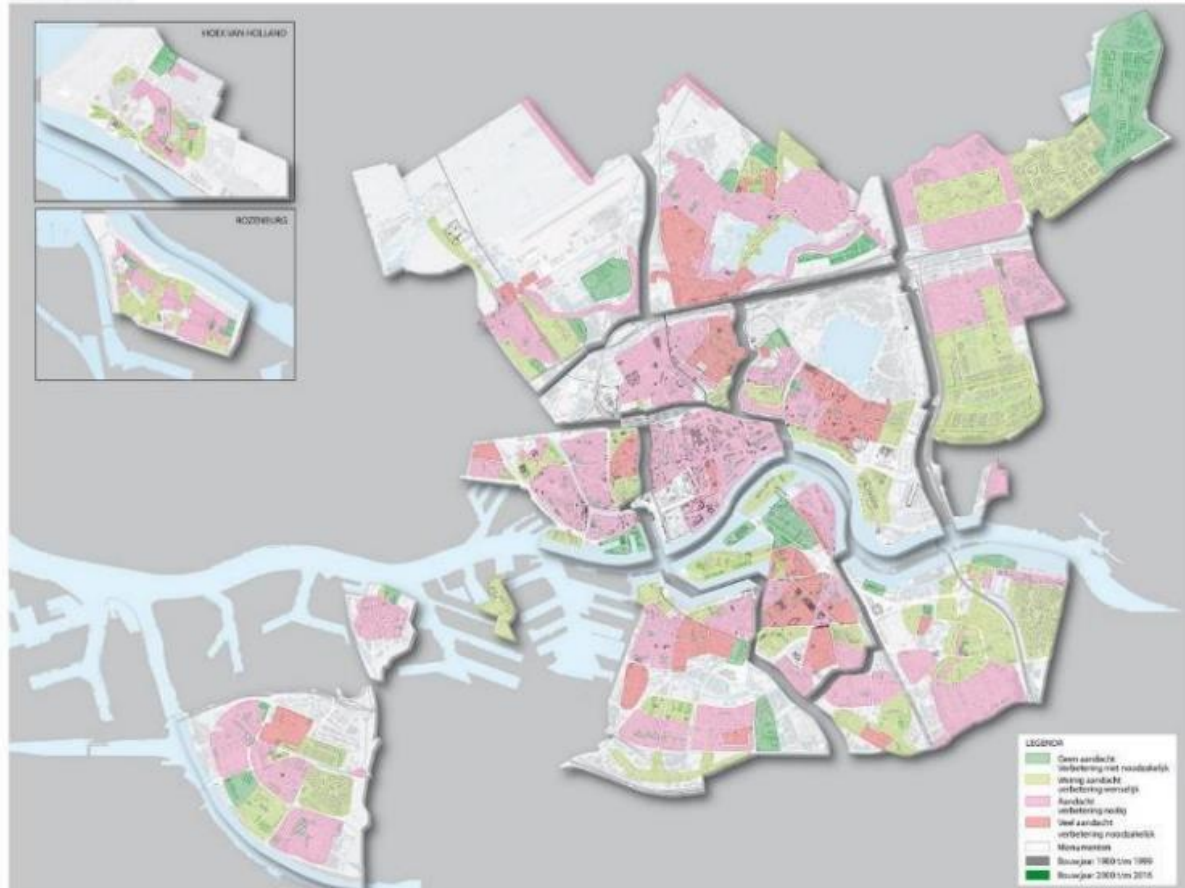 HOEK VAN HOLLAND
ROZENBURG
LEGENDA
Geen aandacht
verbetering niet noodzakelijk
Weinig aandacht
verbetering wenselijk
Aandacht
verbetering nodig
Veel aandacht
verbetering noodzakelijk
Monumenten
Bouwjaar 1980 t/m 1999
Bouwjaar 2000 t/m 2016